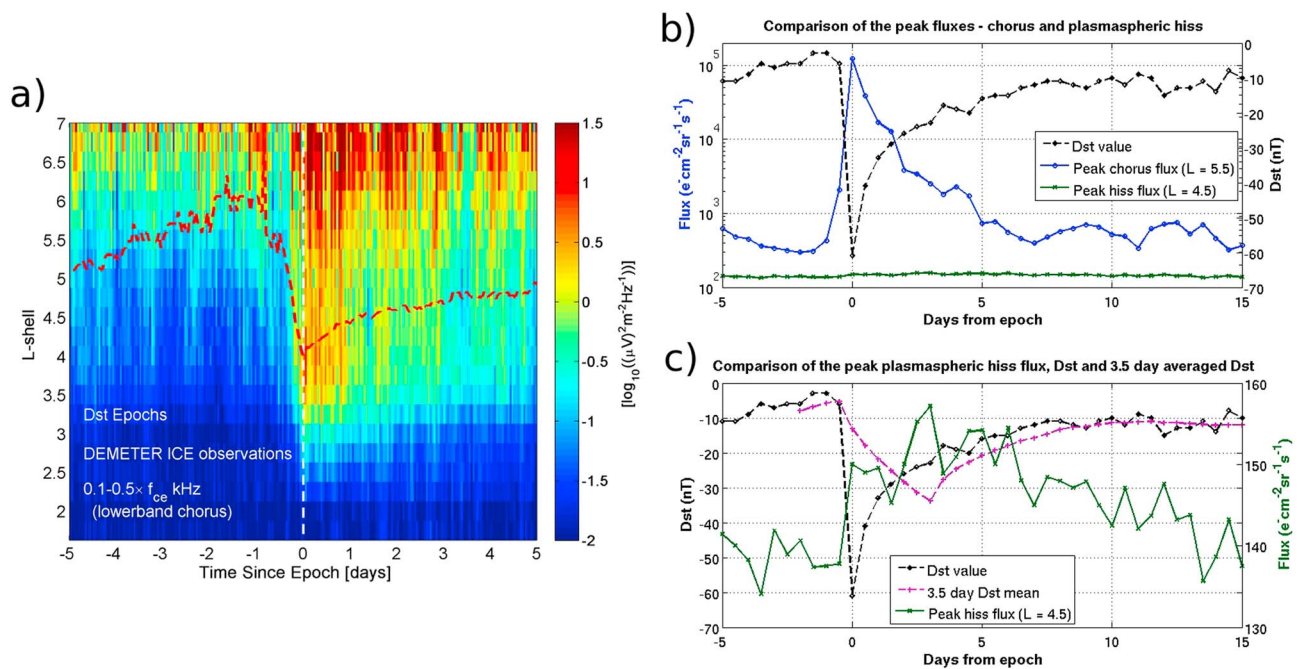 a)
7
6.5
6
5.5
5
4.5
4
3.5
3
2.5
2
L-shell
Dst Epochs
DEMETER ICE observations
0.1-0.5× fce kHz
(lowerband chorus)
-5 -4 -3 -2 -1 0 1 2 3 4 5
Time Since Epoch [days]
1.5
1
0.5
0
-0.5
-1
-1.5
-2
[log10((μV)2m-2Hz-1))]
b)
Comparison of the peak fluxes - chorus and plasmaspheric hiss
10^5
10^4
10^3
10^2
Flux (e-cm-2sr-1s-1)
0
-10
-20
-30
-40
-50
-60
-70
Dst (nT)
Dst value
Peak chorus flux (L = 5.5)
Peak hiss flux (L = 4.5)
-5 0 5 10 15
Days from epoch
c)
Comparison of the peak plasmaspheric hiss flux, Dst and 3.5 day averaged Dst
0
-10
-20
-30
-40
-50
-60
-70
Dst (nT)
160
150
140
130
Flux (e-cm-2sr-1s-1)
Dst value
3.5 day Dst mean
Peak hiss flux (L = 4.5)
-5 0 5 10 15
Days from epoch